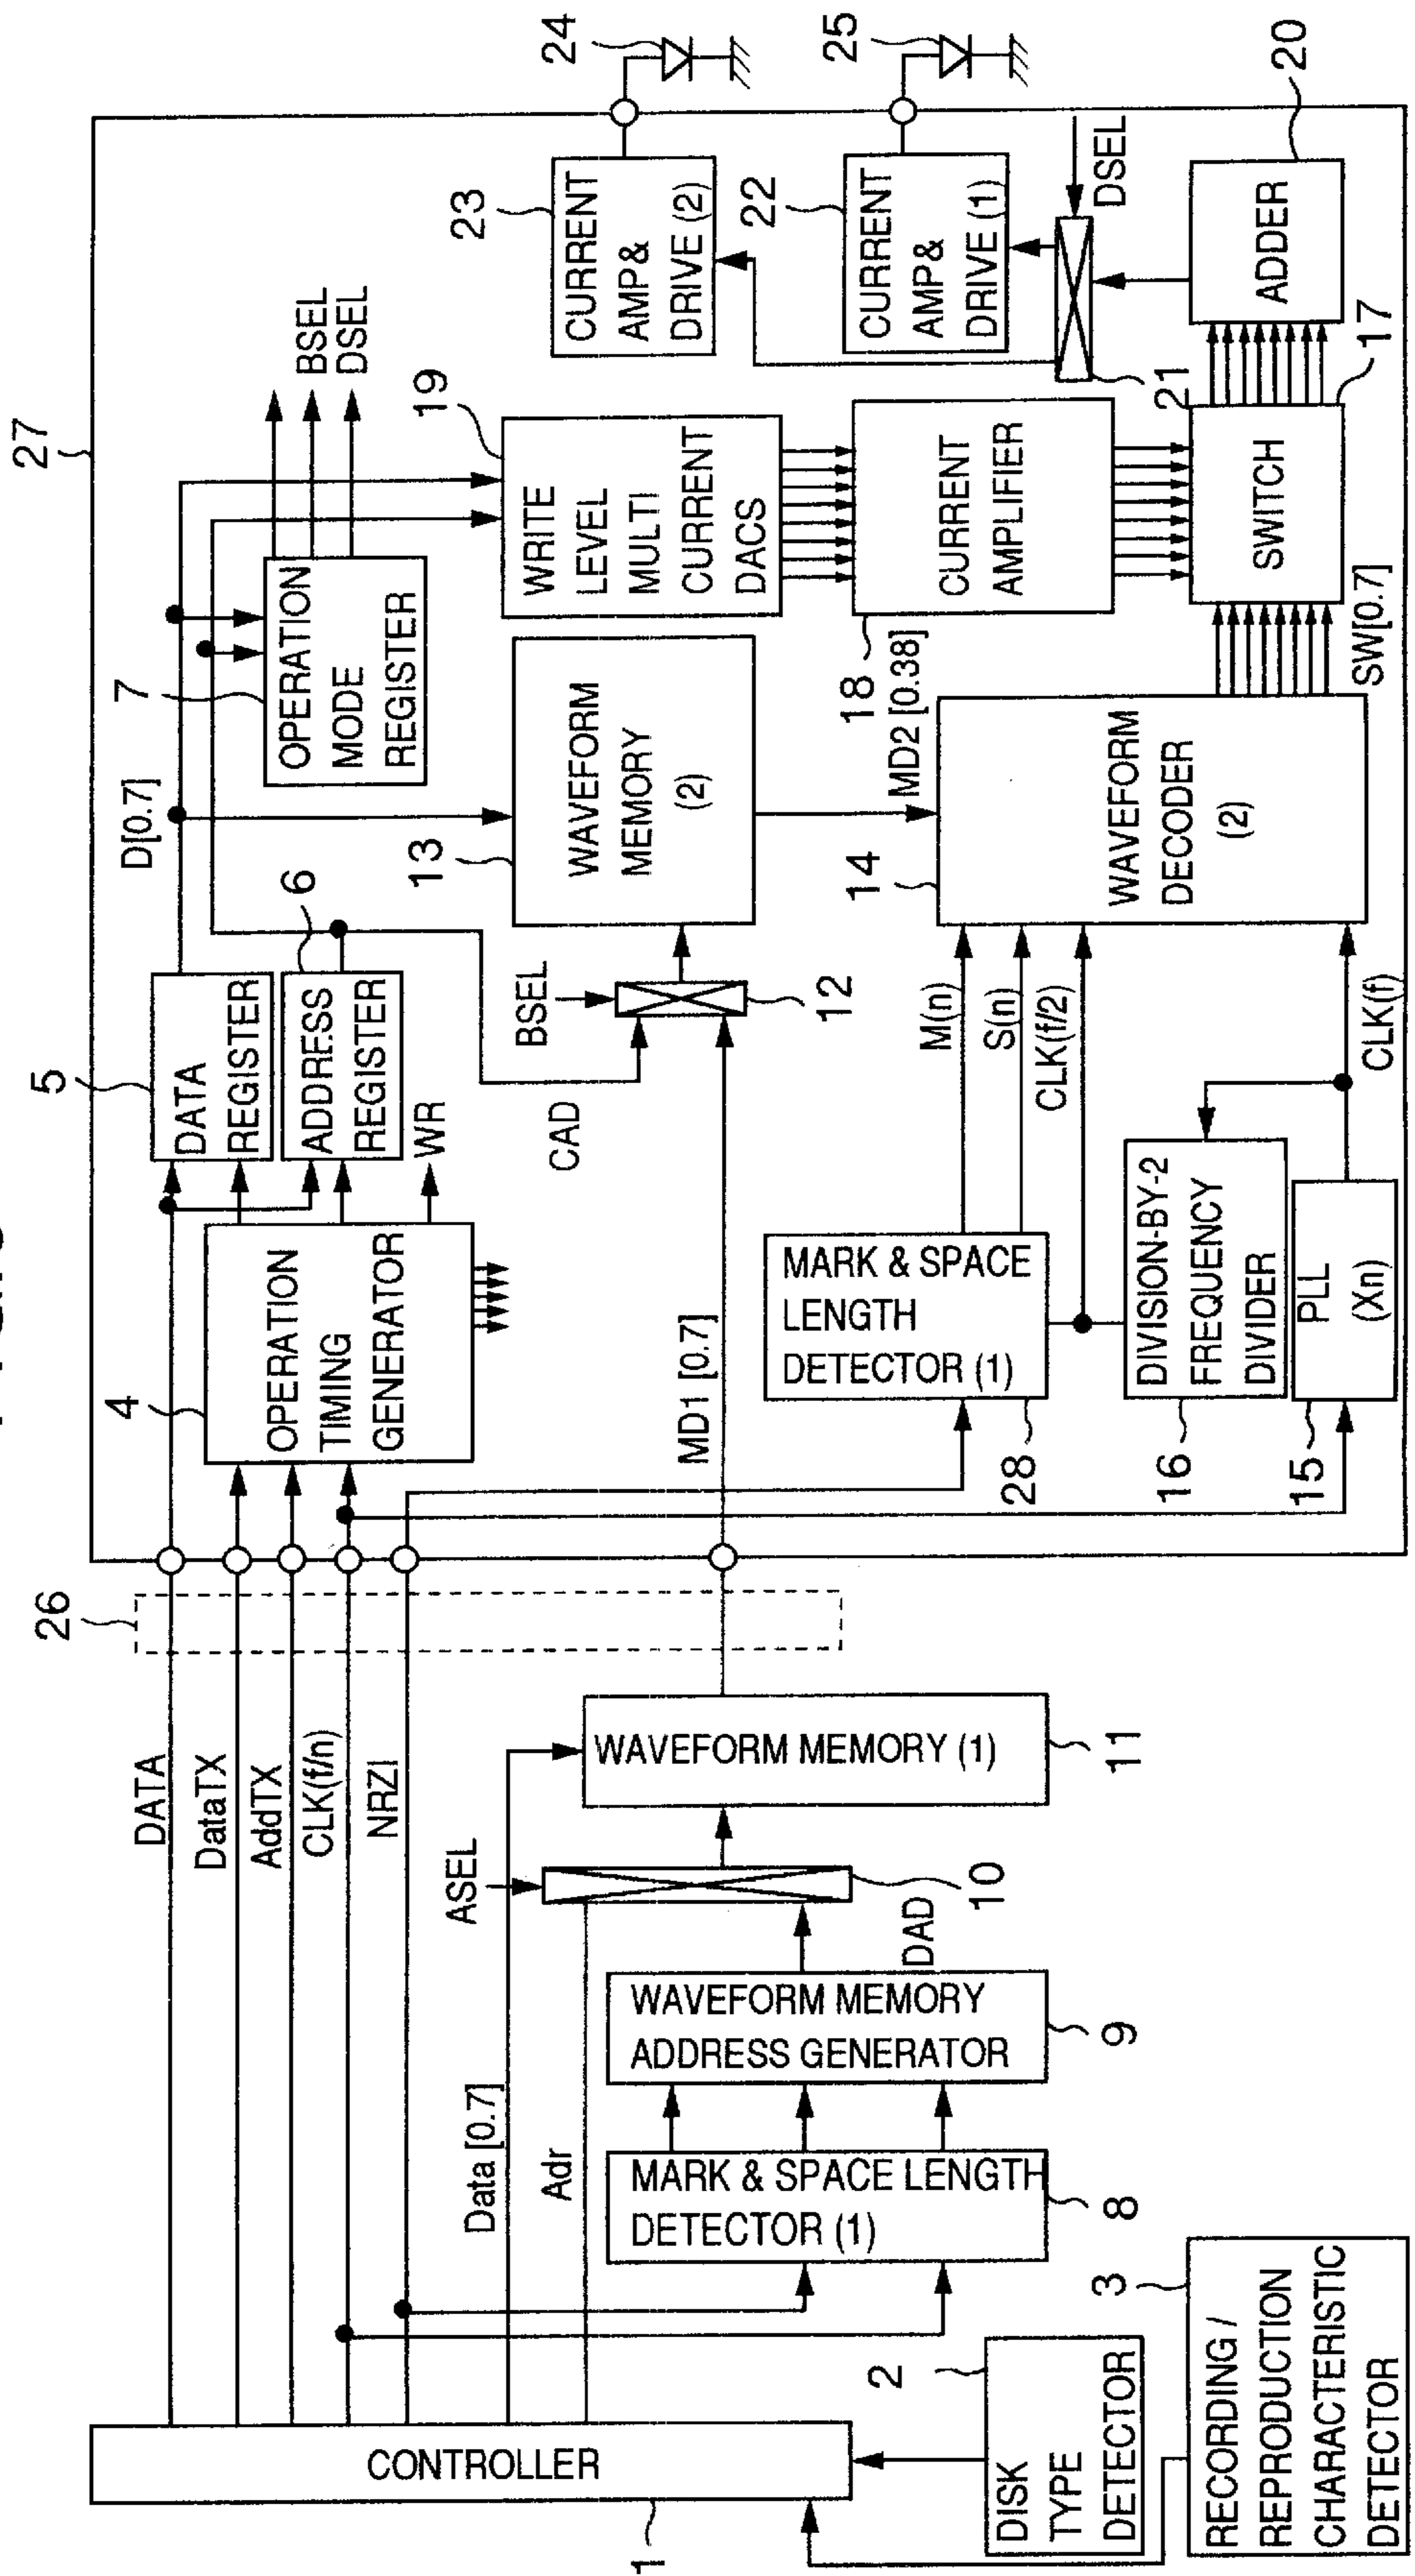 27
5
DATA
REGISTER
D[0.7]
7
OPERATION
MODE
REGISTER
BSEL
DSEL
19
WRITE
LEVEL
MULTI
CURRENT
DACS
23
CURRENT
AMP&
DRIVE (2)
24
4
OPERATION
TIMING
GENERATOR
6
ADDRESS
REGISTER
WR
22
CURRENT
AMP&
DRIVE (1)
25
26
DATA
DataTX
AddTX
CLK(f/n)
NRZI
CAD
BSEL
12
13
WAVEFORM
MEMORY
(2)
18
CURRENT
AMPLIFIER
21
DSEL
CONTROLLER
1
Data [0.7]
Adr
ASEL
10
DAD
WAVEFORM MEMORY (1)
11
MD1 [0.7]
MD2 [0.38]
MARK & SPACE LENGTH
DETECTOR (1)
8
WAVEFORM MEMORY
ADDRESS GENERATOR
9
MARK & SPACE
LENGTH
DETECTOR (1)
28
M(n)
S(n)
CLK(f/2)
14
WAVEFORM
DECODER
(2)
SW[0.7]
SWITCH
17
ADDER
20
2
DISK
TYPE
DETECTOR
3
RECORDING /
REPRODUCTION
CHARACTERISTIC
DETECTOR
16
DIVISION-BY-2
FREQUENCY
DIVIDER
15
PLL
(Xn)
CLK(f)